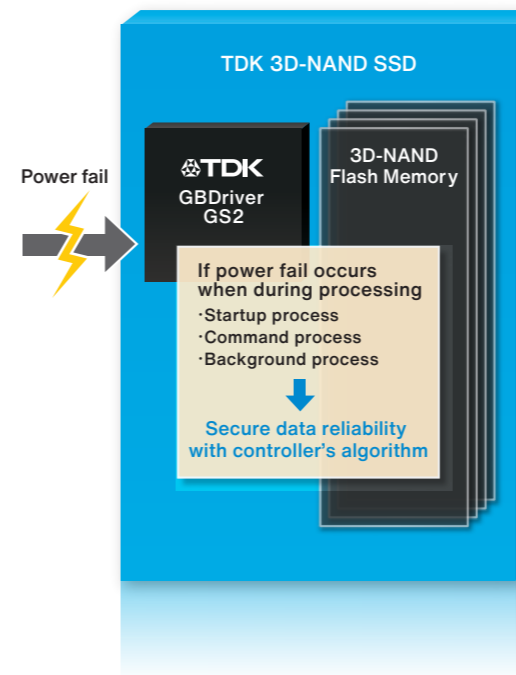 TDK 3D-NAND SSD
Power fail
TDK
GBDriver
GS2
3D-NAND
Flash Memory
If power fail occurs
when during processing
·Startup process
·Command process
·Background process
Secure data reliability
with controller's algorithm